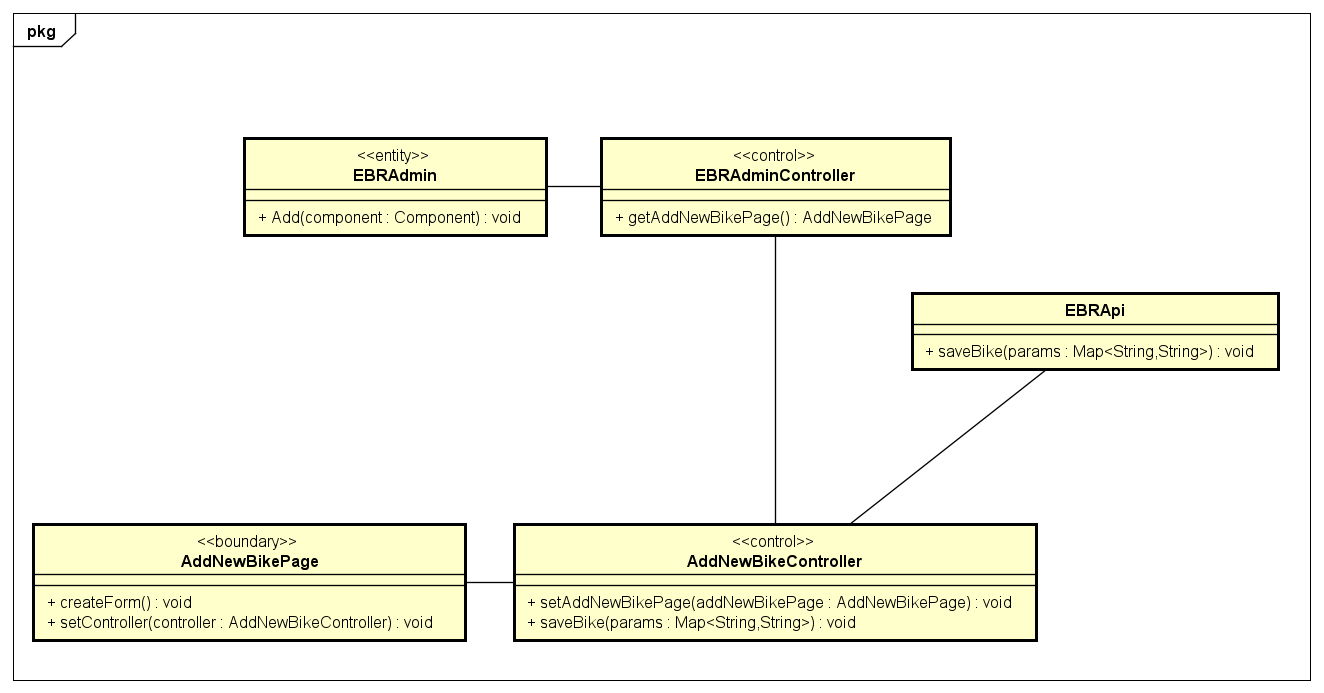 pkg
<<entity>>
EBRAdmin
+ Add(component : Component) : void
<<control>>
EBRAdminController
+ getAddNewBikePage() : AddNewBikePage
EBRApi
+ saveBike(params : Map<String,String>) : void
<<boundary>>
AddNewBikePage
+ createForm() : void
+ setController(controller : AddNewBikeController) : void
<<control>>
AddNewBikeController
+ setAddNewBikePage(addNewBikePage : AddNewBikePage) : void
+ saveBike(params : Map<String,String>) : void